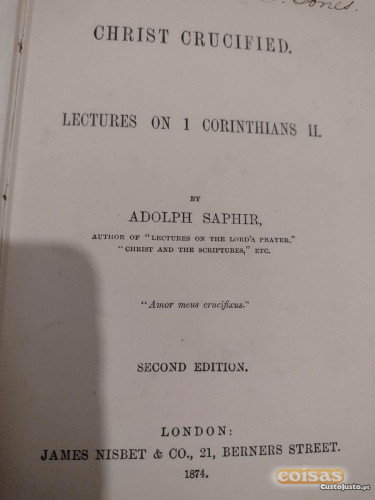 Jones.
CHRIST CRUCIFIED.
LECTURES ON 1 CORINTHIANS II.
BY
ADOLPH SAPHIR,
AUTHOR OF "LECTURES ON THE LORD'S PRAYER,"
"CHRIST AND THE SCRIPTURES," ETC.
"Amor meus crucifixus."
SECOND EDITION.
LONDON:
JAMES NISBET & CO., 21, BERNERS STREET.
1874.
coisas
CustoJusto.pt